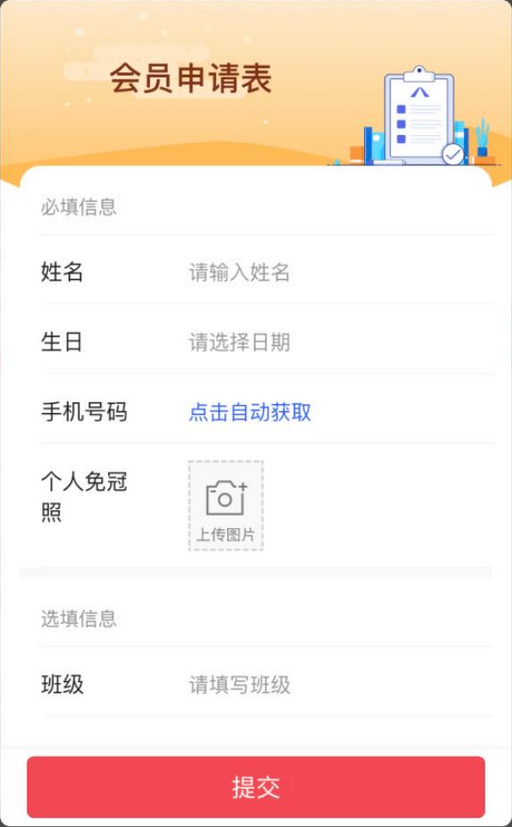 会员申请表
必填信息
姓名 请输入姓名
生日 请选择日期
手机号码 点击自动获取
个人免冠
照
上传图片
选填信息
班级 请填写班级
提交